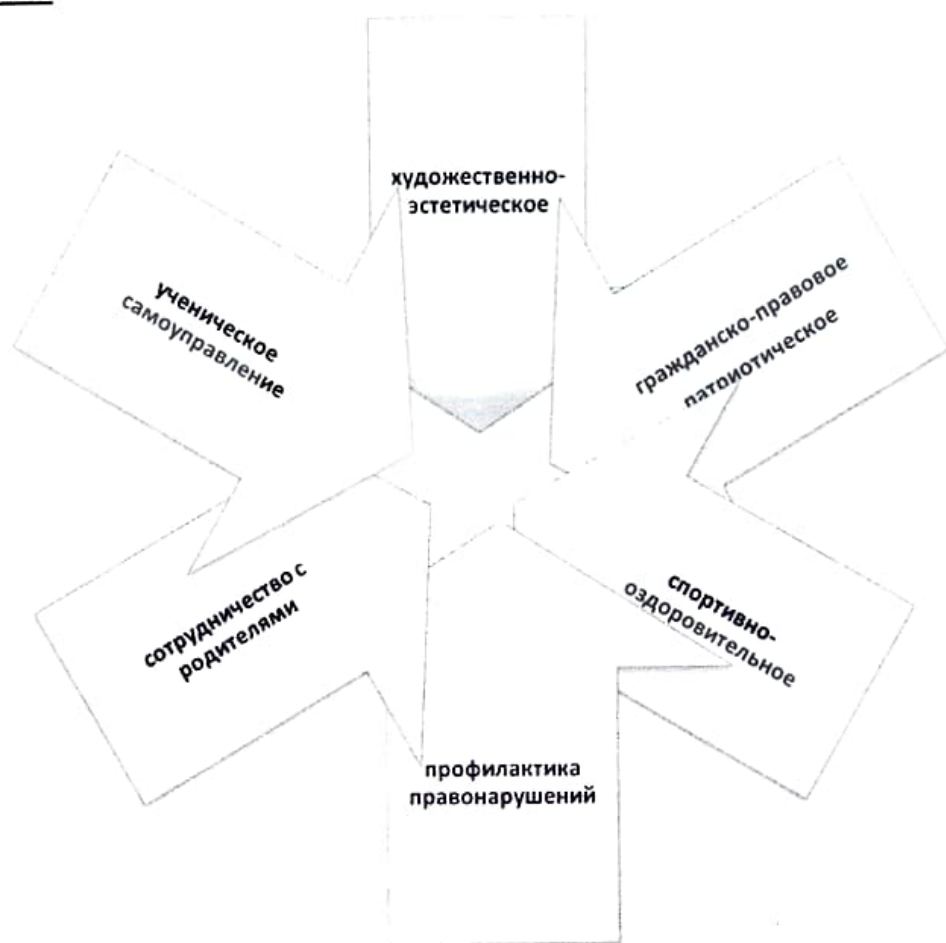 художественно-
эстетическое
гражданско-правовое
патриотическое
спортивно-
оздоровительное
профилактика
правонарушений
сотрудничество с
родителями
ученическое
самоуправление